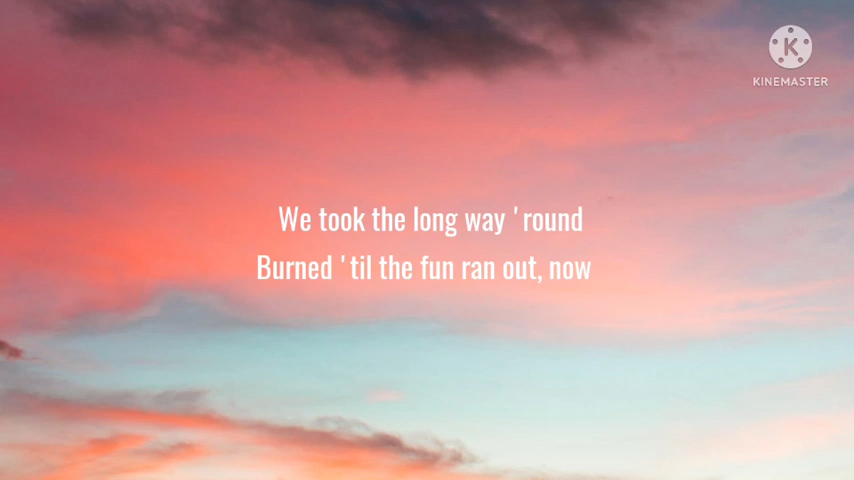 K
KINEMASTER
We took the long way 'round
Burned 'til the fun ran out, now